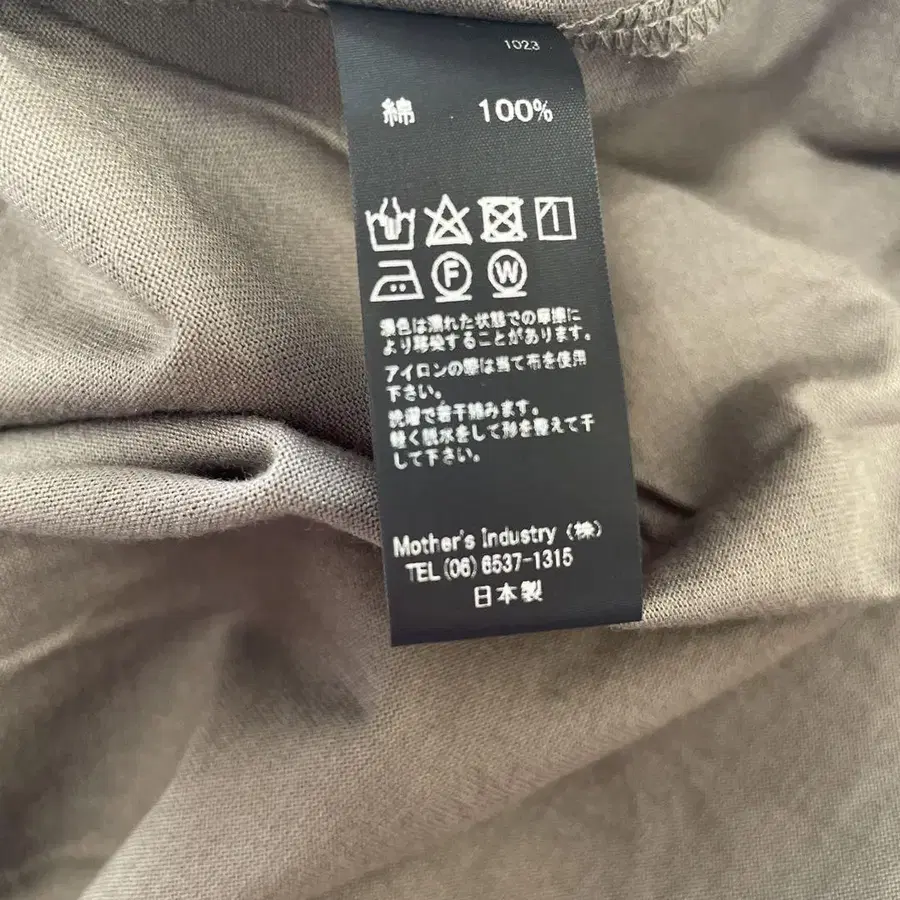 1023
綿 100%
F W
濃色は濡れた状態での摩擦に
より移染することがあります。
アイロンの際は当て布を使用
下さい。
洗濯で若干縮みます。
軽く脱水をして形を整えて干
して下さい。
Mother's Industry (株)
TEL(06)6537-1315
日本製